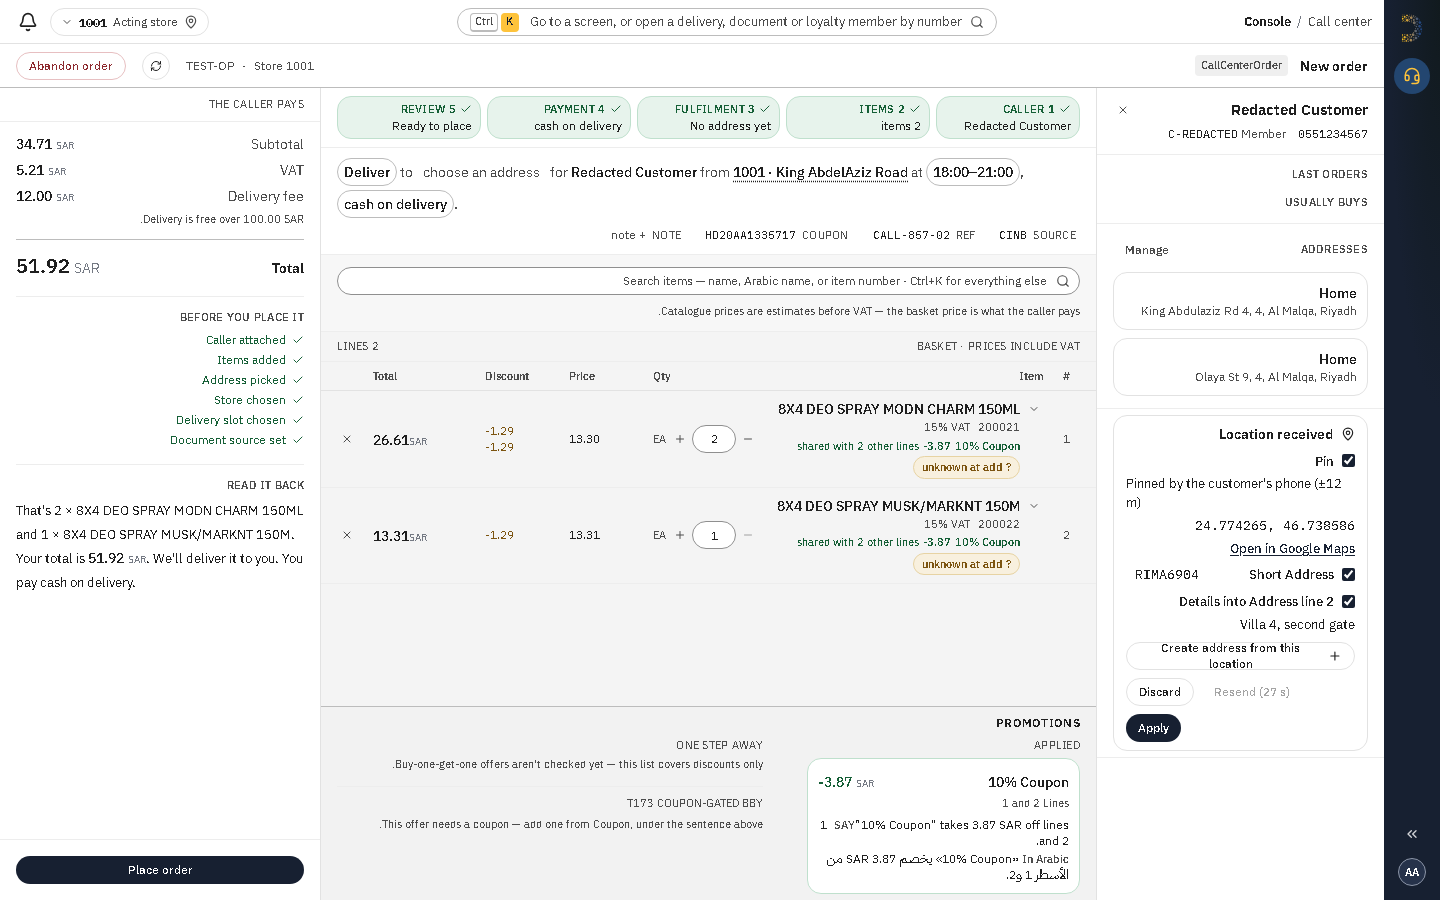 1001 Acting store
Ctrl K Go to a screen, or open a delivery, document or loyalty member by number
Console / Call center
Abandon order
TEST-OP · Store 1001
CallCenterOrder
New order
THE CALLER PAYS
34.71 SAR Subtotal
5.21 SAR VAT
12.00 SAR Delivery fee
.Delivery is free over 100.00 SAR
51.92 SAR Total
BEFORE YOU PLACE IT
Caller attached
Items added
Address picked
Store chosen
Delivery slot chosen
Document source set
READ IT BACK
That's 2 × 8X4 DEO SPRAY MODN CHARM 150ML
and 1 × 8X4 DEO SPRAY MUSK/MARKNT 150M.
Your total is 51.92 SAR. We'll deliver it to you. You
pay cash on delivery.
Place order
REVIEW 5
Ready to place
PAYMENT 4
cash on delivery
FULFILMENT 3
No address yet
ITEMS 2
items 2
CALLER 1
Redacted Customer
Deliver to choose an address for Redacted Customer from 1001 · King AbdelAziz Road at 18:00–21:00,
cash on delivery.
note + NOTE HD20AA1335717 COUPON CALL-857-02 REF CINB SOURCE
Search items — name, Arabic name, or item number · Ctrl+K for everything else
.Catalogue prices are estimates before VAT — the basket price is what the caller pays
LINES 2
BASKET · PRICES INCLUDE VAT
Total Discount Price Qty Item #
8X4 DEO SPRAY MODN CHARM 150ML
15% VAT 200021
shared with 2 other lines -3.87 10% Coupon
unknown at add ?
26.61SAR
-1.29
-1.29
13.30
EA + 2 −
1
8X4 DEO SPRAY MUSK/MARKNT 150M
15% VAT 200022
shared with 2 other lines -3.87 10% Coupon
unknown at add ?
13.31SAR
-1.29
13.31
EA + 1 −
2
PROMOTIONS
ONE STEP AWAY
.Buy-one-get-one offers aren't checked yet — this list covers discounts only
T173 COUPON-GATED BBY
.This offer needs a coupon — add one from Coupon, under the sentence above
APPLIED
-3.87 SAR 10% Coupon
1 and 2 Lines
1 SAY"10% Coupon" takes 3.87 SAR off lines
.and 2
In Arabic «10% Coupon» يخصم 3.87 SAR من
الأسطر 1 و2.
Redacted Customer
C-REDACTED Member 0551234567
LAST ORDERS
USUALLY BUYS
Manage ADDRESSES
Home
King Abdulaziz Rd 4, 4, Al Malqa, Riyadh
Home
Olaya St 9, 4, Al Malqa, Riyadh
Location received
Pin
Pinned by the customer's phone (±12
m)
24.774265, 46.738586
Open in Google Maps
RIMA6904 Short Address
Details into Address line 2
Villa 4, second gate
Create address from this
location
Discard
Resend (27 s)
Apply
AA